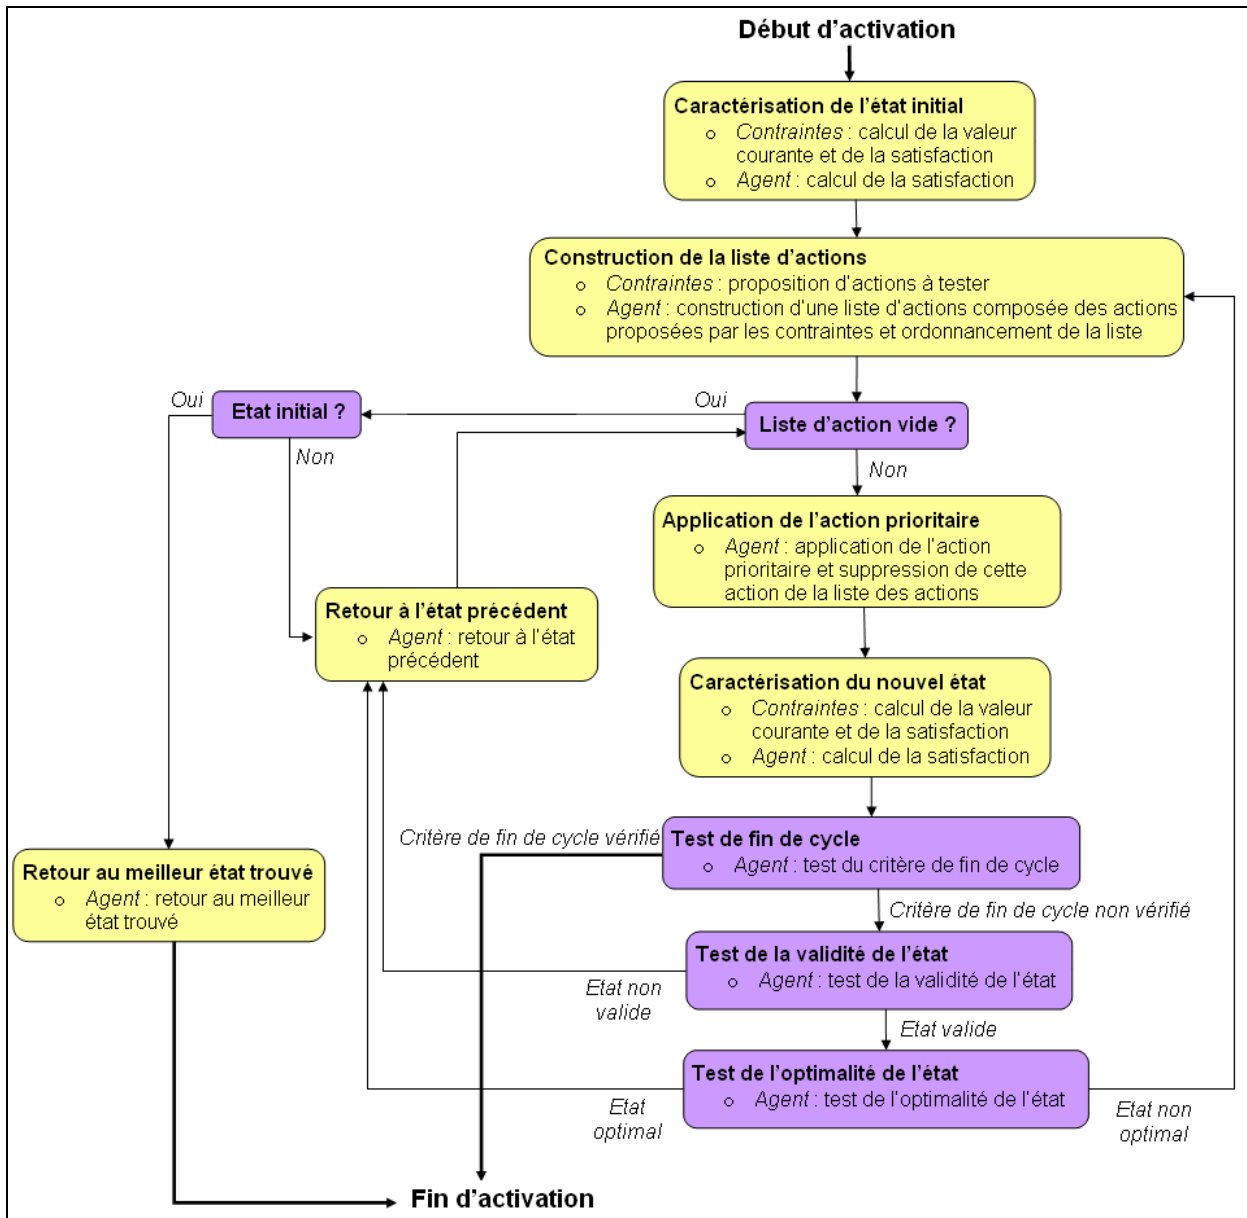 Début d’activation
Caractérisation de l’état initial
o Contraintes : calcul de la valeur
courante et de la satisfaction
o Agent : calcul de la satisfaction
Construction de la liste d’actions
o Contraintes : proposition d’actions à tester
o Agent : construction d’une liste d’actions composée des actions
proposées par les contraintes et ordonnancement de la liste
Oui
Etat initial ?
Oui
Liste d’action vide ?
Non
Non
Application de l’action prioritaire
o Agent : application de l’action
prioritaire et suppression de cette
action de la liste des actions
Retour à l’état précédent
o Agent : retour à l’état
précédent
Caractérisation du nouvel état
o Contraintes : calcul de la valeur
courante et de la satisfaction
o Agent : calcul de la satisfaction
Critère de fin de cycle vérifié
Test de fin de cycle
o Agent : test du critère de fin de cycle
Retour au meilleur état trouvé
o Agent : retour au meilleur
état trouvé
Critère de fin de cycle non vérifié
Test de la validité de l’état
o Agent : test de la validité de l’état
Etat non
valide
Etat valide
Test de l’optimalité de l’état
o Agent : test de l’optimalité de l’état
Etat
optimal
Etat non
optimal
Fin d’activation